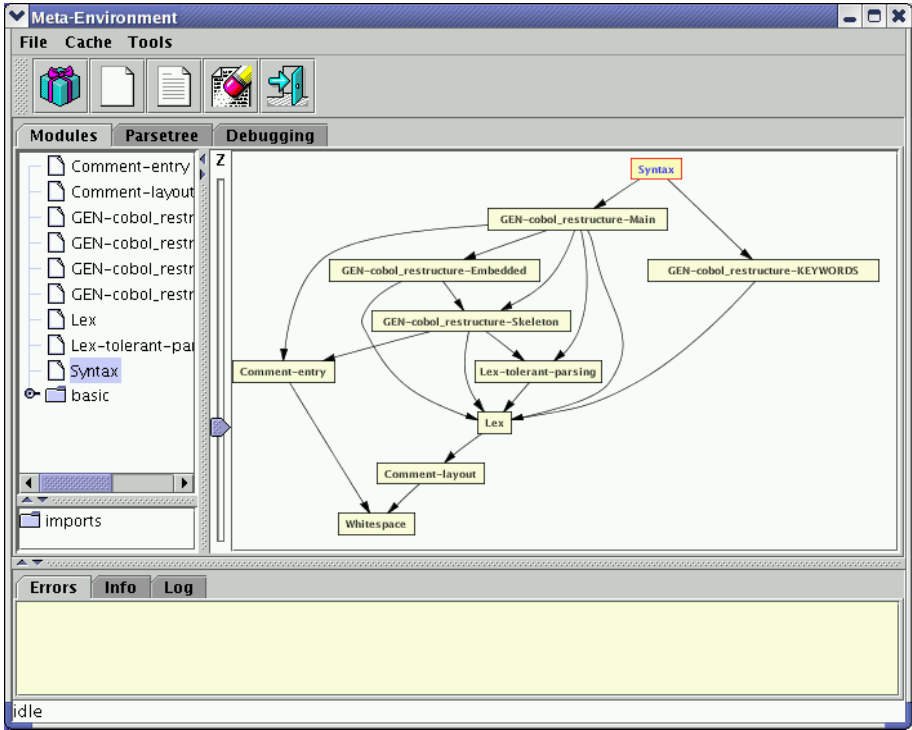 Meta-Environment
File Cache Tools
Modules Parsetree Debugging
Comment-entry
Comment-layout
GEN-cobol_restr
GEN-cobol_restr
GEN-cobol_restr
GEN-cobol_restr
Lex
Lex-tolerant-par
Syntax
basic
imports
Z
Syntax
GEN-cobol_restructure-Main
GEN-cobol_restructure-Embedded
GEN-cobol_restructure-KEYWORDS
GEN-cobol_restructure-Skeleton
Comment-entry
Lex-tolerant-parsing
Lex
Comment-layout
Whitespace
Errors Info Log
idle